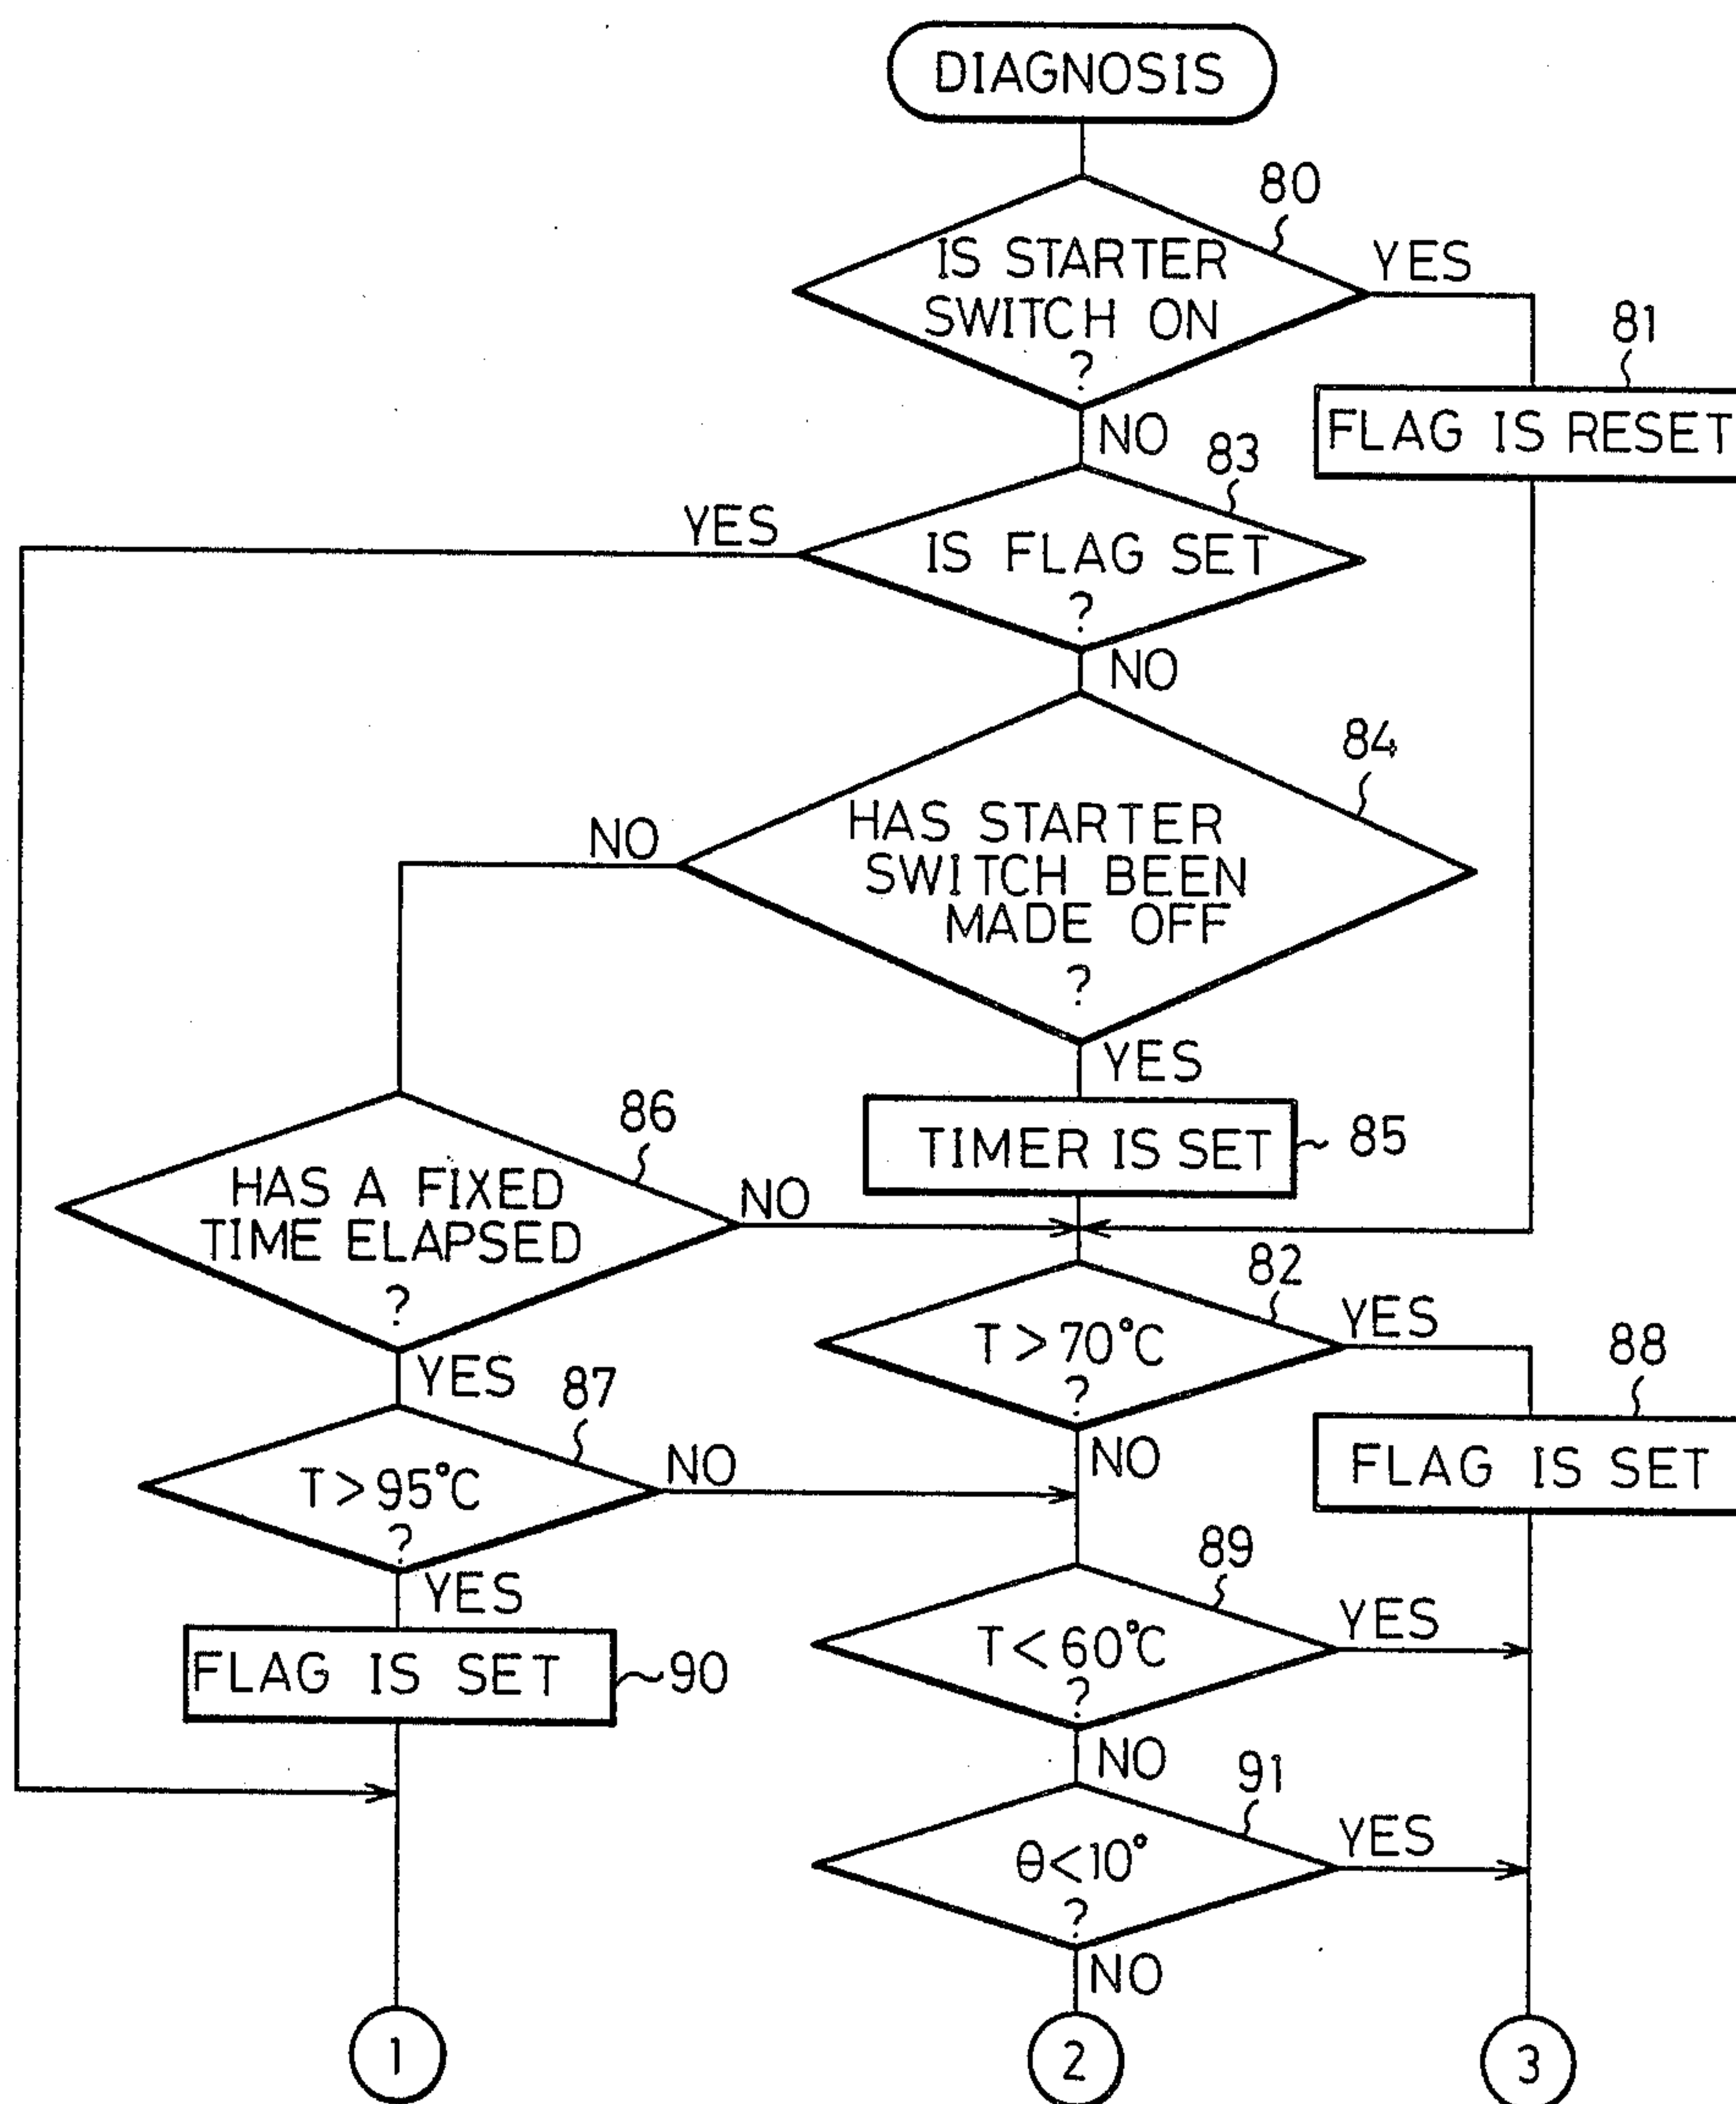 DIAGNOSIS
80
IS STARTER
SWITCH ON
?
YES
81
FLAG IS RESET
NO
83
YES
IS FLAG SET
?
NO
84
NO
HAS STARTER
SWITCH BEEN
MADE OFF
?
YES
86
TIMER IS SET
85
HAS A FIXED
TIME ELAPSED
?
NO
82
T>70°C
?
YES
88
FLAG IS SET
YES
87
NO
T>95°C
?
NO
89
YES
T<60°C
?
YES
FLAG IS SET
90
NO
91
θ<10°
?
YES
NO
1
2
3